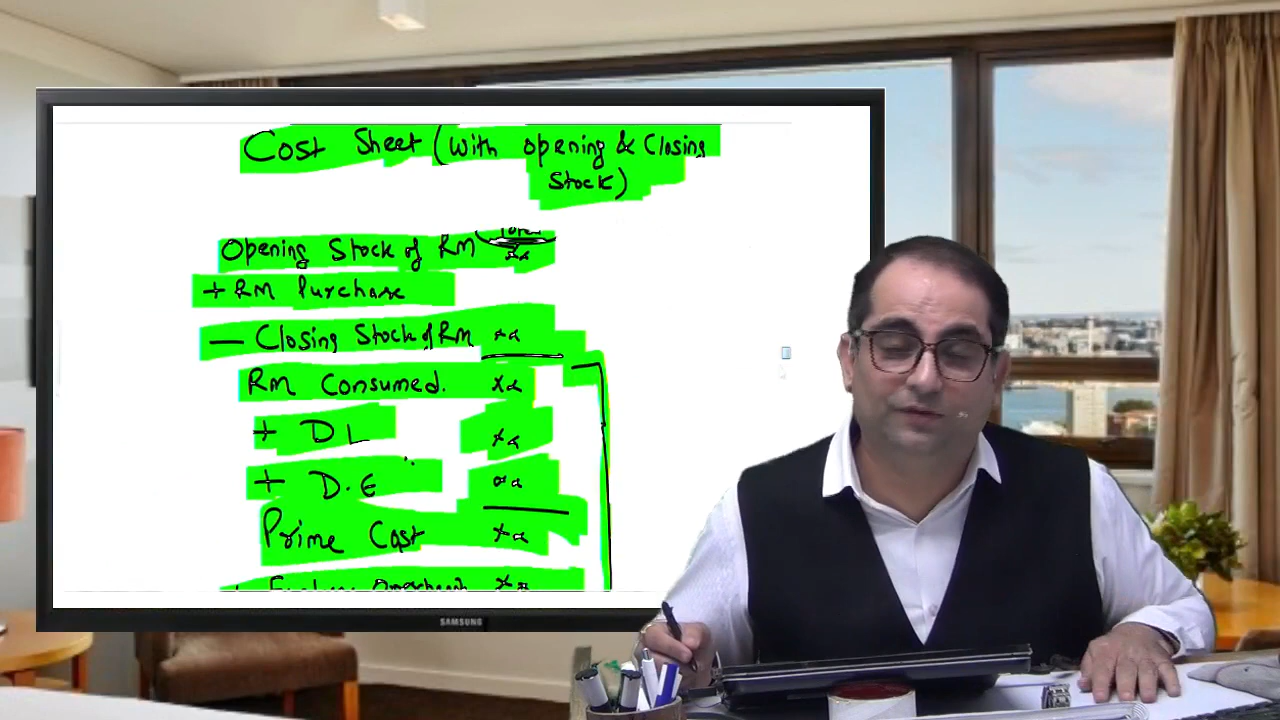 Cost Sheet (With opening & Closing
Stock)
Opening Stock of RM xx
+ RM Purchase
— Closing Stock of RM xx
RM Consumed. xx
+ DL xx
+ D.E xx
Prime Cost xx
+ xx
SAMSUNG